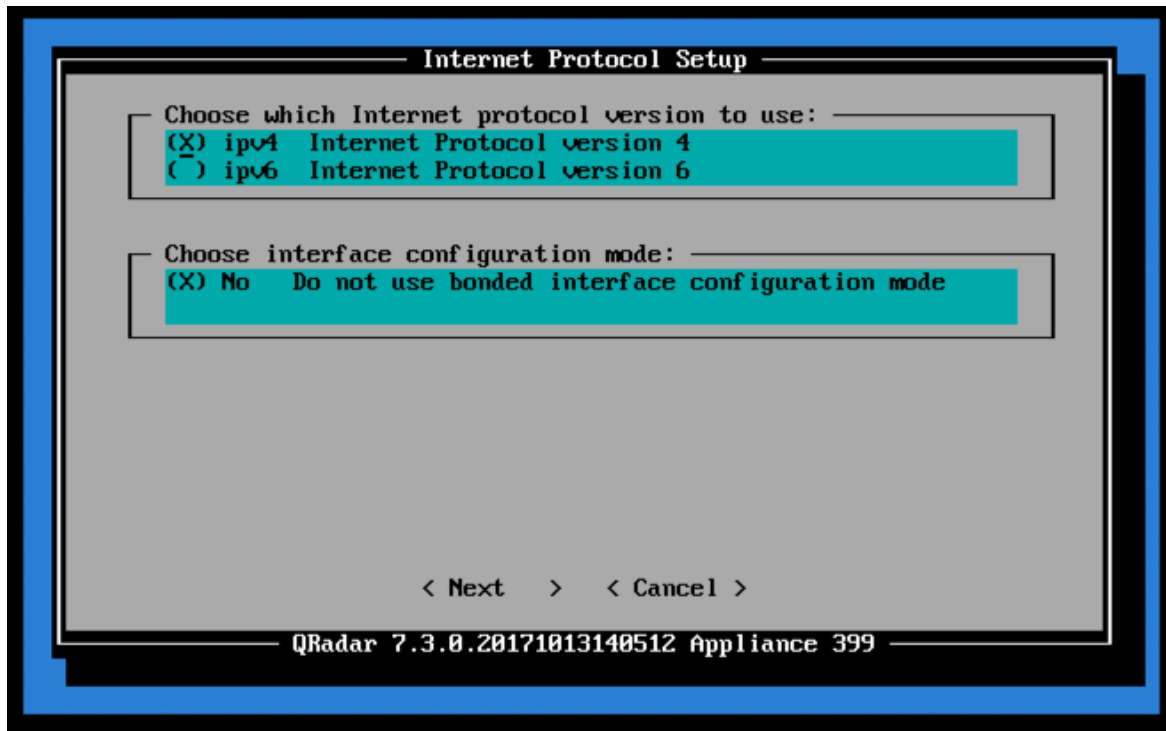 Internet Protocol Setup
Choose which Internet protocol version to use:
(X) ipv4  Internet Protocol version 4
( ) ipv6  Internet Protocol version 6
Choose interface configuration mode:
(X) No   Do not use bonded interface configuration mode
< Next   >   < Cancel >
QRadar 7.3.0.20171013140512 Appliance 399